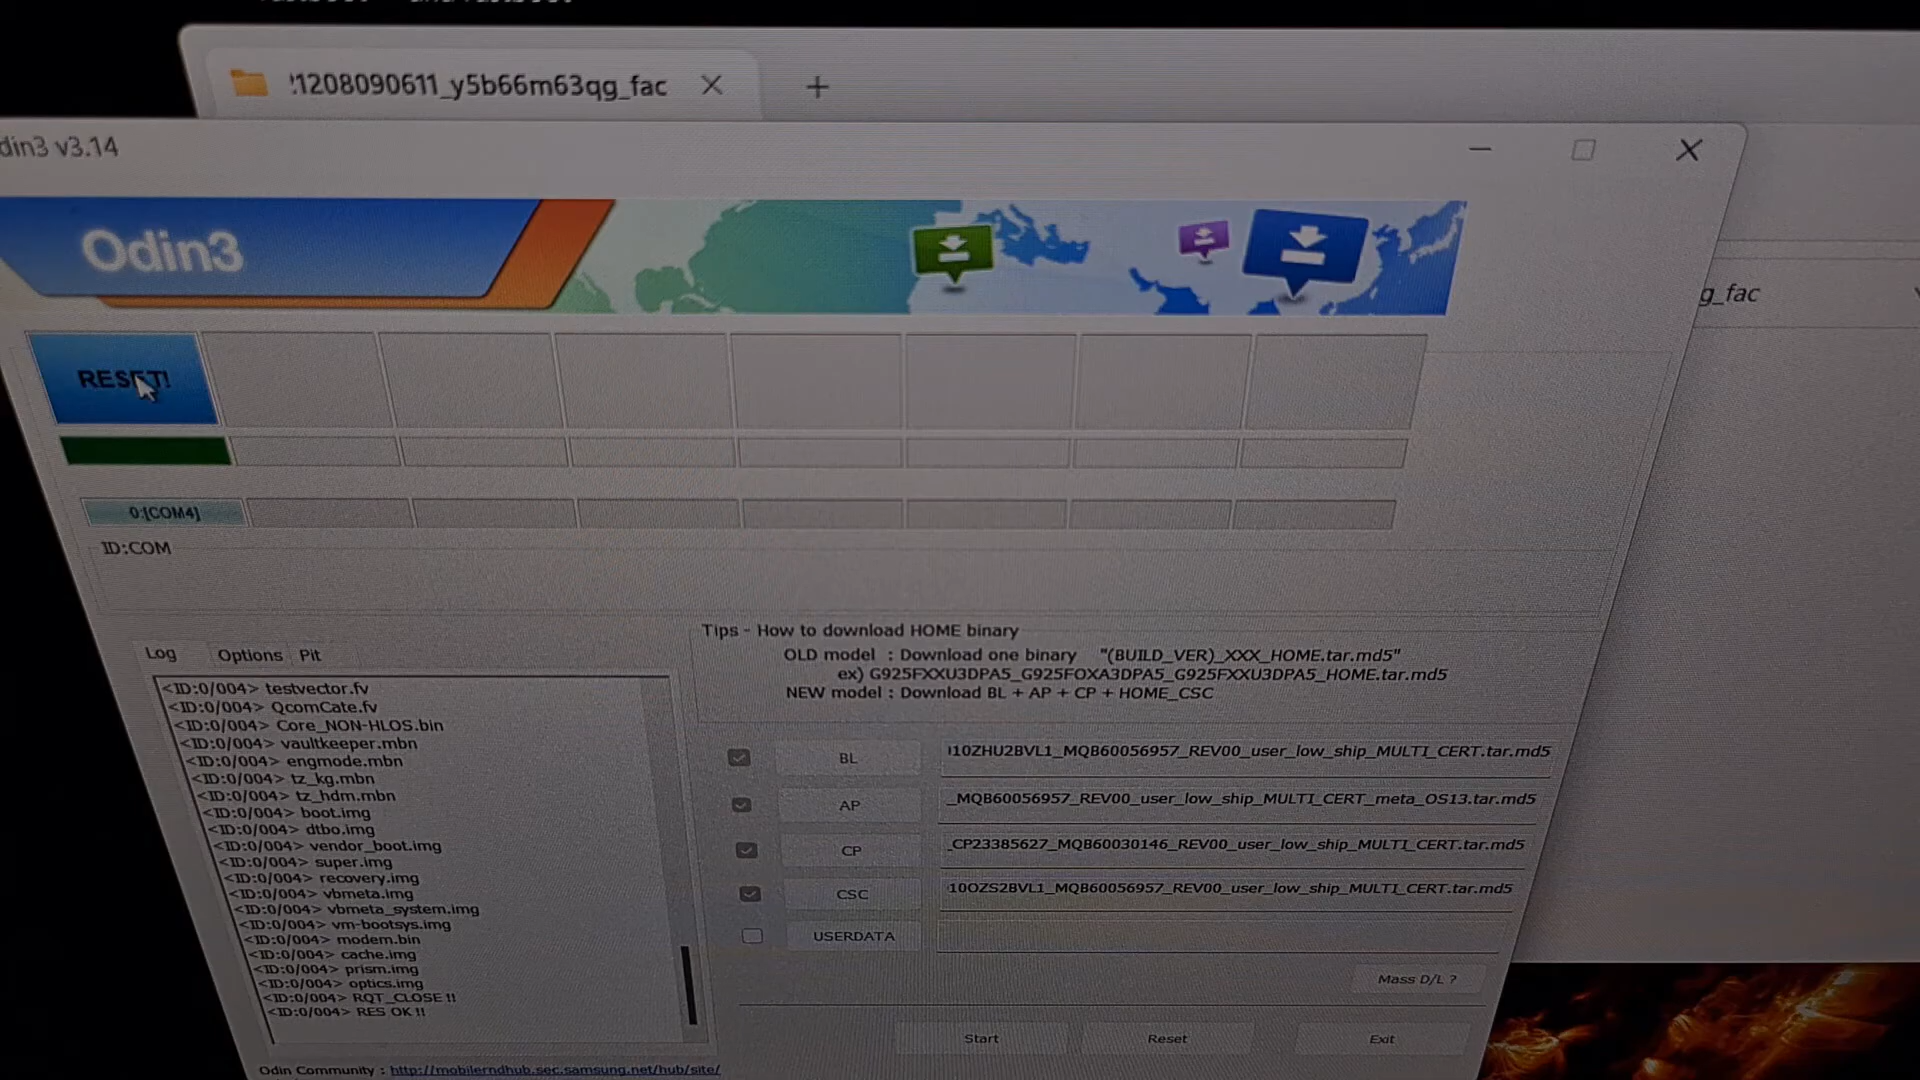 !1208090611_y5b66m63qg_fac
din3 v3.14
g_fac
Odin3
RESET!
0:[COM4]
ID:COM
Log Options Pit
<ID:0/004> testvector.fv
<ID:0/004> QcomCate.fv
<ID:0/004> Core_NON-HLOS.bin
<ID:0/004> vaultkeeper.mbn
<ID:0/004> engmode.mbn
<ID:0/004> tz_kg.mbn
<ID:0/004> tz_hdm.mbn
<ID:0/004> boot.img
<ID:0/004> dtbo.img
<ID:0/004> vendor_boot.img
<ID:0/004> super.img
<ID:0/004> recovery.img
<ID:0/004> vbmeta.img
<ID:0/004> vbmeta_system.img
<ID:0/004> vm-bootsys.img
<ID:0/004> modem.bin
<ID:0/004> cache.img
<ID:0/004> prism.img
<ID:0/004> optics.img
<ID:0/004> RQT_CLOSE !!
<ID:0/004> RES OK !!
Tips - How to download HOME binary
OLD model : Download one binary "(BUILD_VER)_XXX_HOME.tar.md5"
ex) G925FXXU3DPA5_G925FOXA3DPA5_G925FXXU3DPA5_HOME.tar.md5
NEW model : Download BL + AP + CP + HOME_CSC
BL 10ZHU2BVL1_MQB60056957_REV00_user_low_ship_MULTI_CERT.tar.md5
AP _MQB60056957_REV00_user_low_ship_MULTI_CERT_meta_OS13.tar.md5
CP _CP23385627_MQB60030146_REV00_user_low_ship_MULTI_CERT.tar.md5
CSC 10OZS2BVL1_MQB60056957_REV00_user_low_ship_MULTI_CERT.tar.md5
USERDATA
Mass D/L ?
Start Reset Exit
Odin Community : http://mobilerndhub.sec.samsung.net/hub/site/